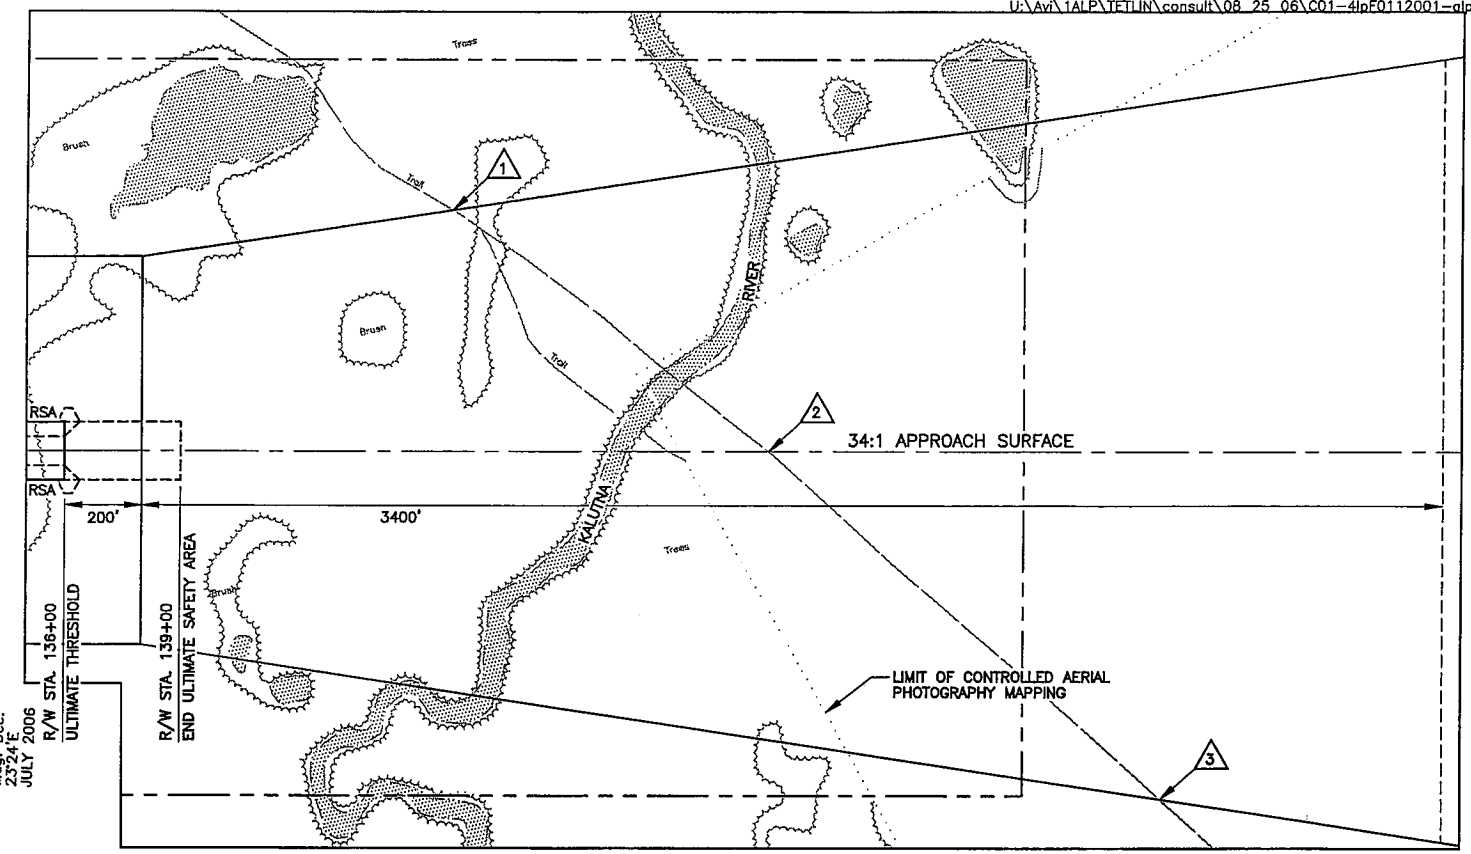 U:\Avi\1ALP\TETLIN\consult\08_25_06\C01-4lpE0112001-alp
Trees
Brush
Trail
1
Brush
Trail
RIVER
2
34:1 APPROACH SURFACE
RSA
RSA
200'
3400'
KALUTNA
Trees
Brush
R/W STA. 136+00
ULTIMATE THRESHOLD
R/W STA. 139+00
END ULTIMATE SAFETY AREA
LIMIT OF CONTROLLED AERIAL
PHOTOGRAPHY MAPPING
3
23°24'E
JULY 2006